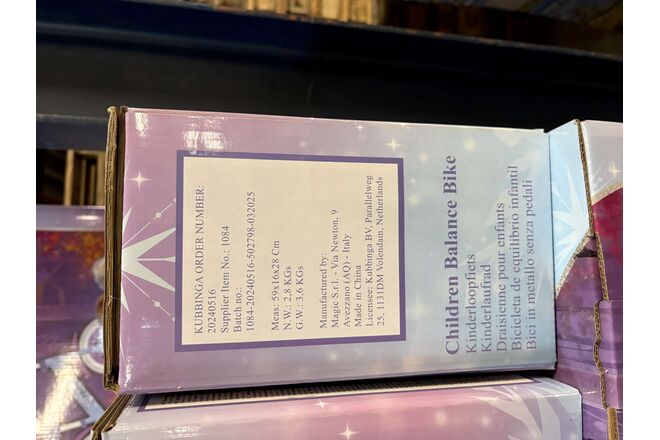 KUBBINGA ORDER NUMBER:
20240516
Suppier Item No.: 1084
Batch no.:
1084-20240516-502798-032025
Meas: 59x16x28 Cm
N.W.: 2,8 KGs
G.W.: 3,6 KGs
Manufactured by:
Magic S.r.l. - Via Newton, 9
Avezzano (AQ) - Italy
Made in China
Licensee: Kubbinga BV, Parallelweg
25, 1131DM Volendam, Netherlands
Children Balance Bike
Kinderloopfiets
Kinderlaufrad
Draisienne pour enfants
Bicicleta de equilibrio infantil
Bici in metallo senza pedali